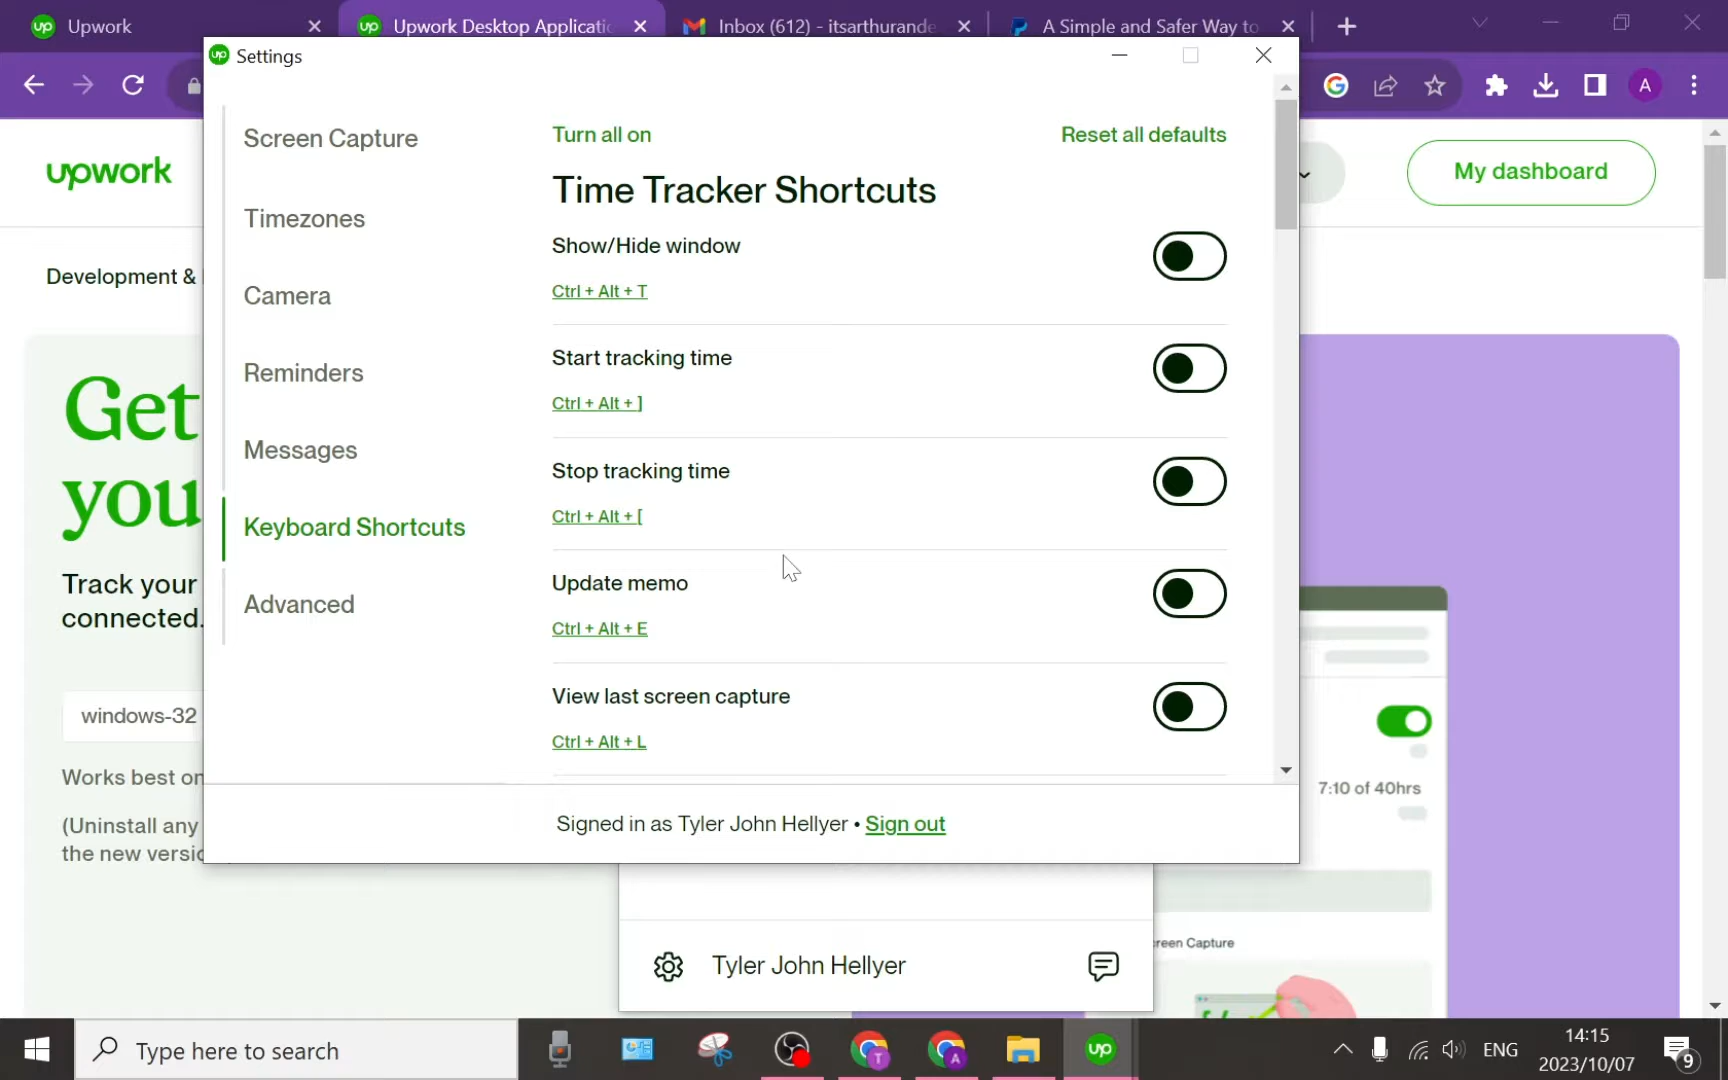 Upwork
Upwork Desktop Applicatic
Inbox (612) - itsarthurande
A Simple and Safer Way to
Settings
A
upwork
My dashboard
Development &
Get
you
Track your
connected.
windows-32
Works best on
(Uninstall any
the new versic
Screen Capture
Timezones
Camera
Reminders
Messages
Keyboard Shortcuts
Advanced
Turn all on
Reset all defaults
Time Tracker Shortcuts
Show/Hide window
Ctrl + Alt + T
Start tracking time
Ctrl + Alt + ]
Stop tracking time
Ctrl + Alt + [
Update memo
Ctrl + Alt + E
View last screen capture
Ctrl + Alt + L
Signed in as Tyler John Hellyer • Sign out
7:10 of 40hrs
creen Capture
Tyler John Hellyer
Type here to search
T
A
up
ENG
14:15
2023/10/07
9